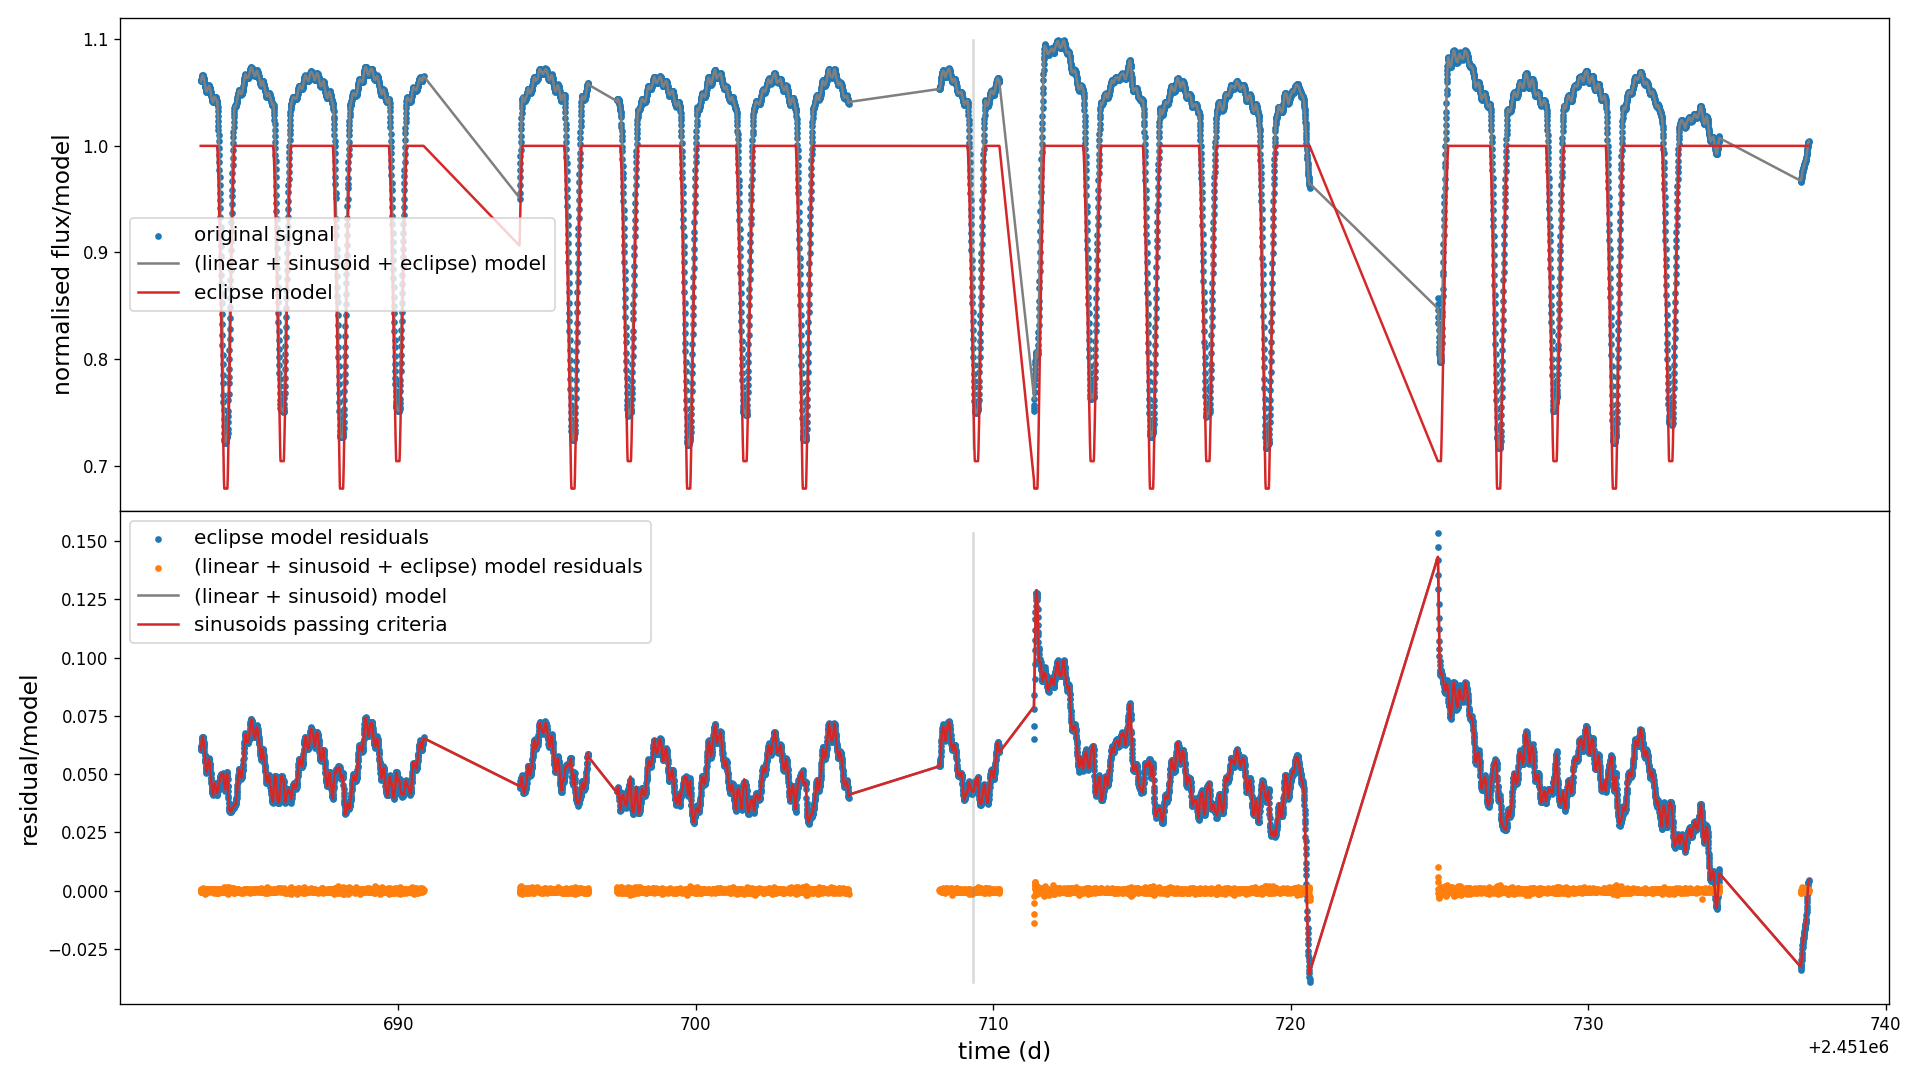 1.1
1.0
0.9
0.8
0.7
normalised flux/model
original signal
(linear + sinusoid + eclipse) model
eclipse model
0.150
0.125
0.100
0.075
0.050
0.025
0.000
−0.025
residual/model
eclipse model residuals
(linear + sinusoid + eclipse) model residuals
(linear + sinusoid) model
sinusoids passing criteria
690 700 710 720 730 740
time (d)
+2.451e6